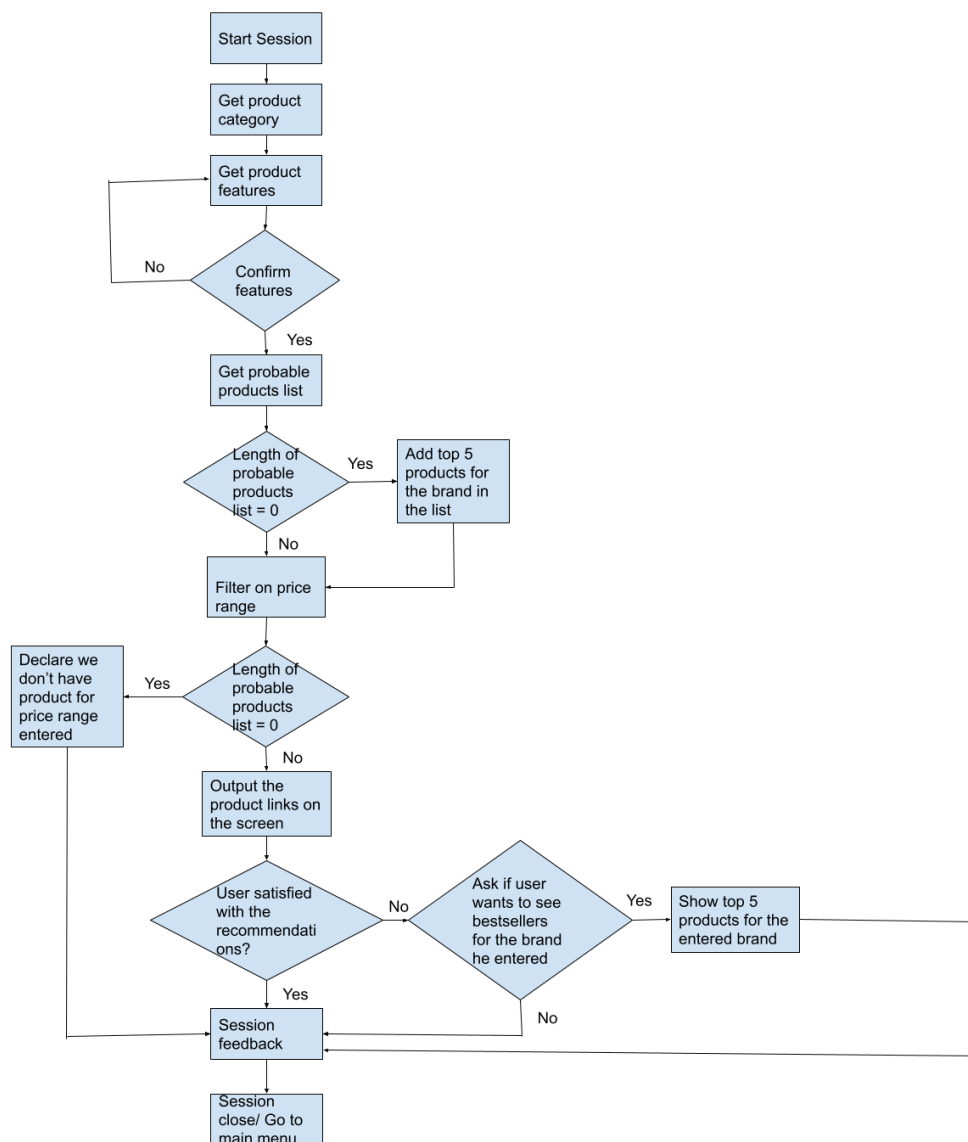 Start Session
Get product
category
Get product
features
No
Confirm
features
Yes
Get probable
products list
Length of
probable
products
list = 0
Yes
Add top 5
products for
the brand in
the list
No
Filter on price
range
Declare we
don't have
product for
price range
entered
Yes
Length of
probable
products
list = 0
No
Output the
product links on
the screen
User satisfied
with the
recommendati
ons?
No
Ask if user
wants to see
bestsellers
for the brand
he entered
Yes
Show top 5
products for the
entered brand
Yes
No
Session
feedback
Session
close/ Go to
main menu